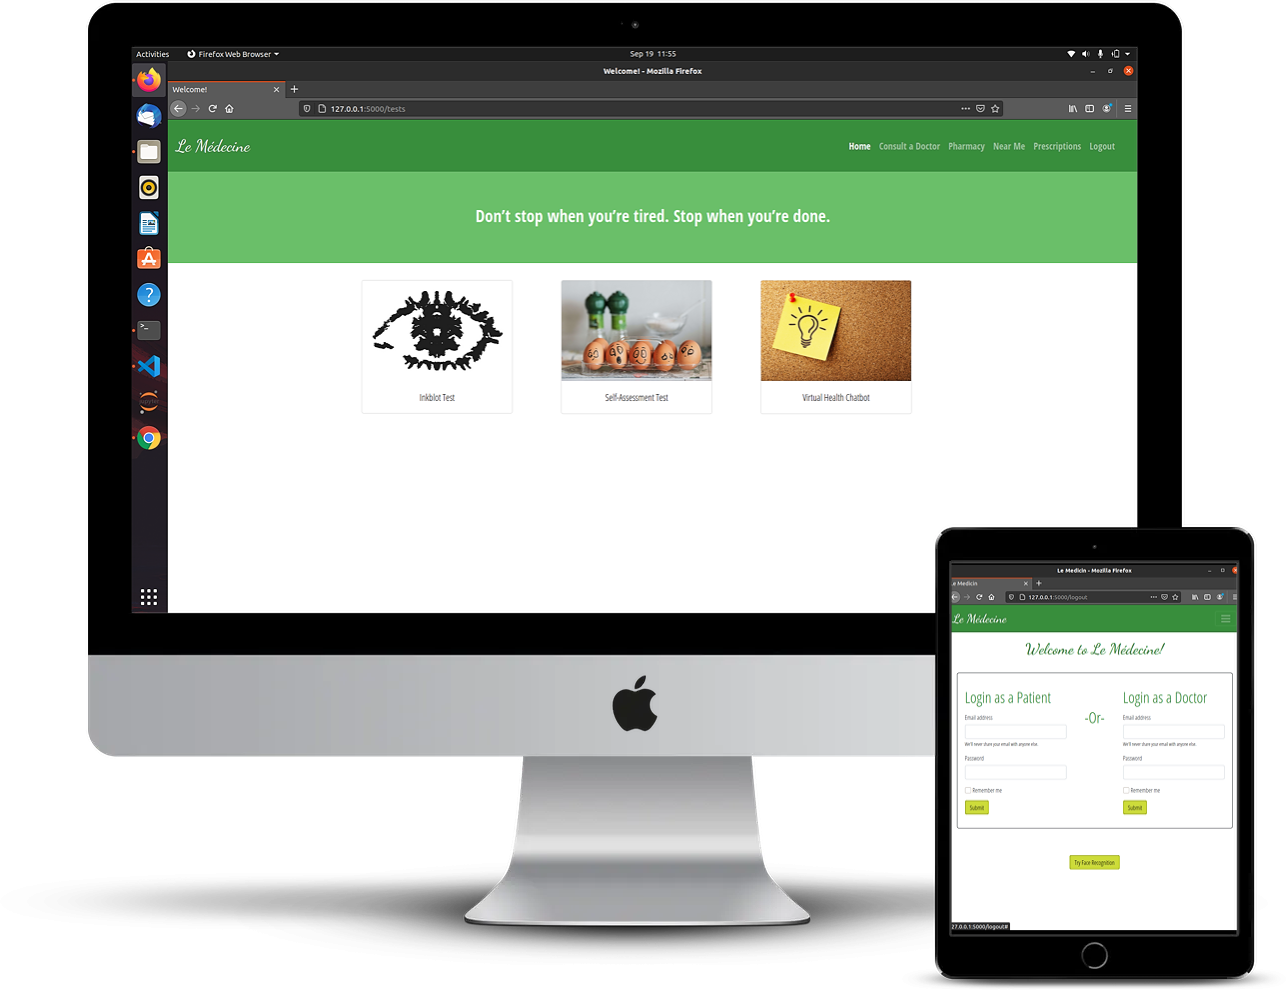 Activities Firefox Web Browser Sep 19 11:55
Welcome! - Mozilla Firefox
Welcome!
127.0.0.1:5000/tests
Le Médecine Home Consult a Doctor Pharmacy Near Me Prescriptions Logout
Don't stop when you're tired. Stop when you're done.
Inkblot Test Self-Assessment Test Virtual Health Chatbot
Le Medicin - Mozilla Firefox
Le Medicin
127.0.0.1:5000/logout
Le Médecine
Welcome to Le Médecine!
Login as a Patient
Email address
We'll never share your email with anyone else.
Password
Remember me
Submit
-Or-
Login as a Doctor
Email address
We'll never share your email with anyone else.
Password
Remember me
Submit
Try Face Recognition
27.0.0.1:5000/logout#